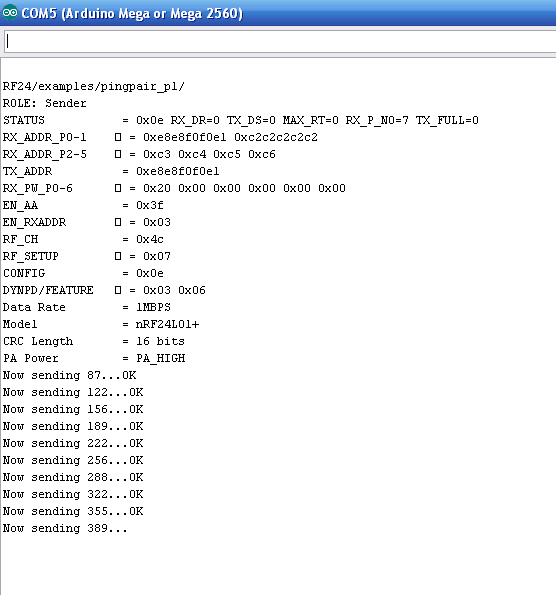 COM5 (Arduino Mega or Mega 2560)
RF24/examples/pingpair_pl/
ROLE: Sender
STATUS = 0x0e RX_DR=0 TX_DS=0 MAX_RT=0 RX_P_NO=7 TX_FULL=0
RX_ADDR_P0-1 = 0xe8e8f0f0e1 0xc2c2c2c2c2
RX_ADDR_P2-5 = 0xc3 0xc4 0xc5 0xc6
TX_ADDR = 0xe8e8f0f0e1
RX_PW_P0-6 = 0x20 0x00 0x00 0x00 0x00 0x00
EN_AA = 0x3f
EN_RXADDR = 0x03
RF_CH = 0x4c
RF_SETUP = 0x07
CONFIG = 0x0e
DYNPD/FEATURE = 0x03 0x06
Data Rate = 1MBPS
Model = nRF24L01+
CRC Length = 16 bits
PA Power = PA_HIGH
Now sending 87...OK
Now sending 122...OK
Now sending 156...OK
Now sending 189...OK
Now sending 222...OK
Now sending 256...OK
Now sending 288...OK
Now sending 322...OK
Now sending 355...OK
Now sending 389...